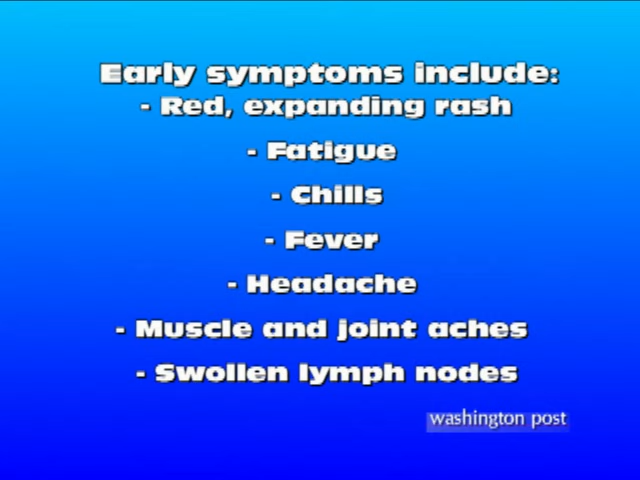 Early symptoms include:
- Red, expanding rash
- Fatigue
- Chills
- Fever
- Headache
- Muscle and joint aches
- Swollen lymph nodes
washington post